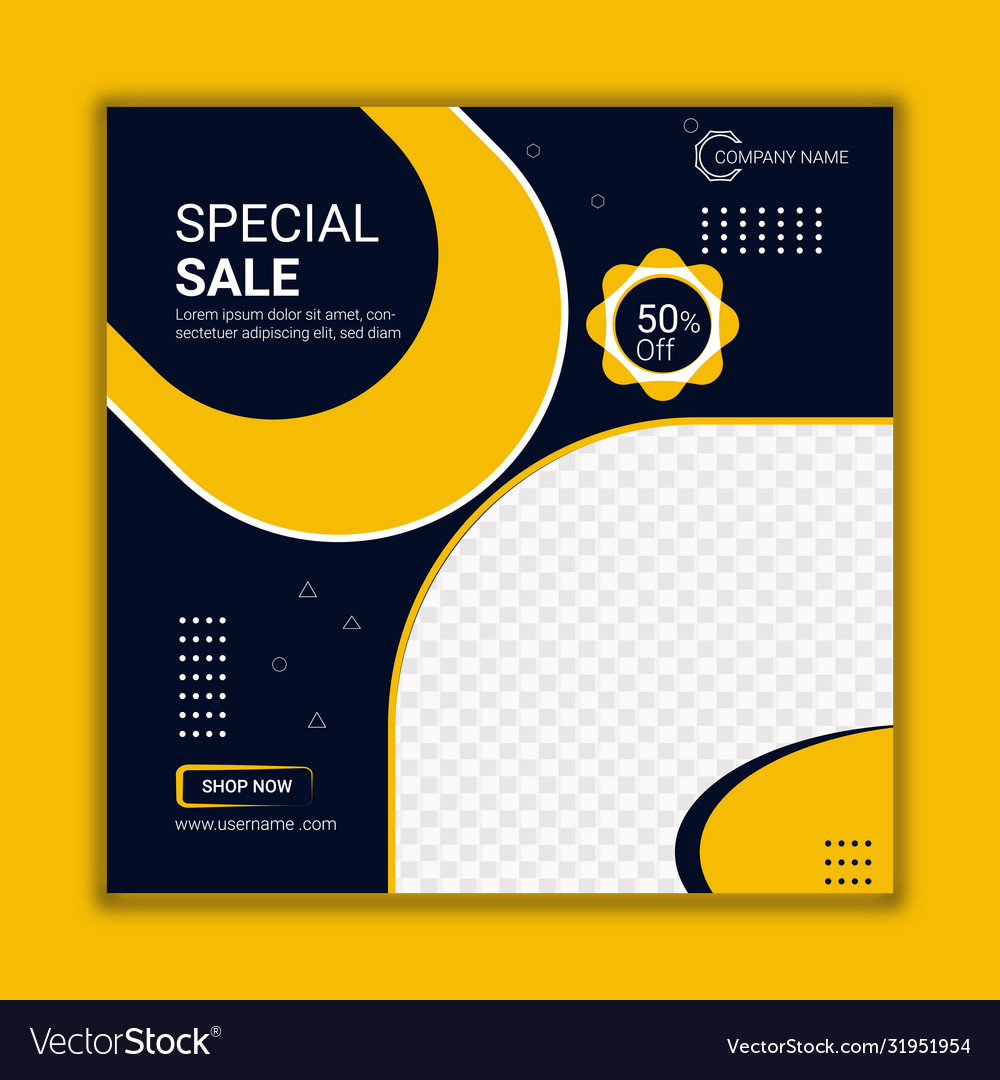 COMPANY NAME
SPECIAL
SALE
Lorem ipsum dolor sit amet, con-
sectetuer adipiscing elit, sed diam
50%
Off
SHOP NOW
www.username .com
VectorStock®
VectorStock.com/31951954